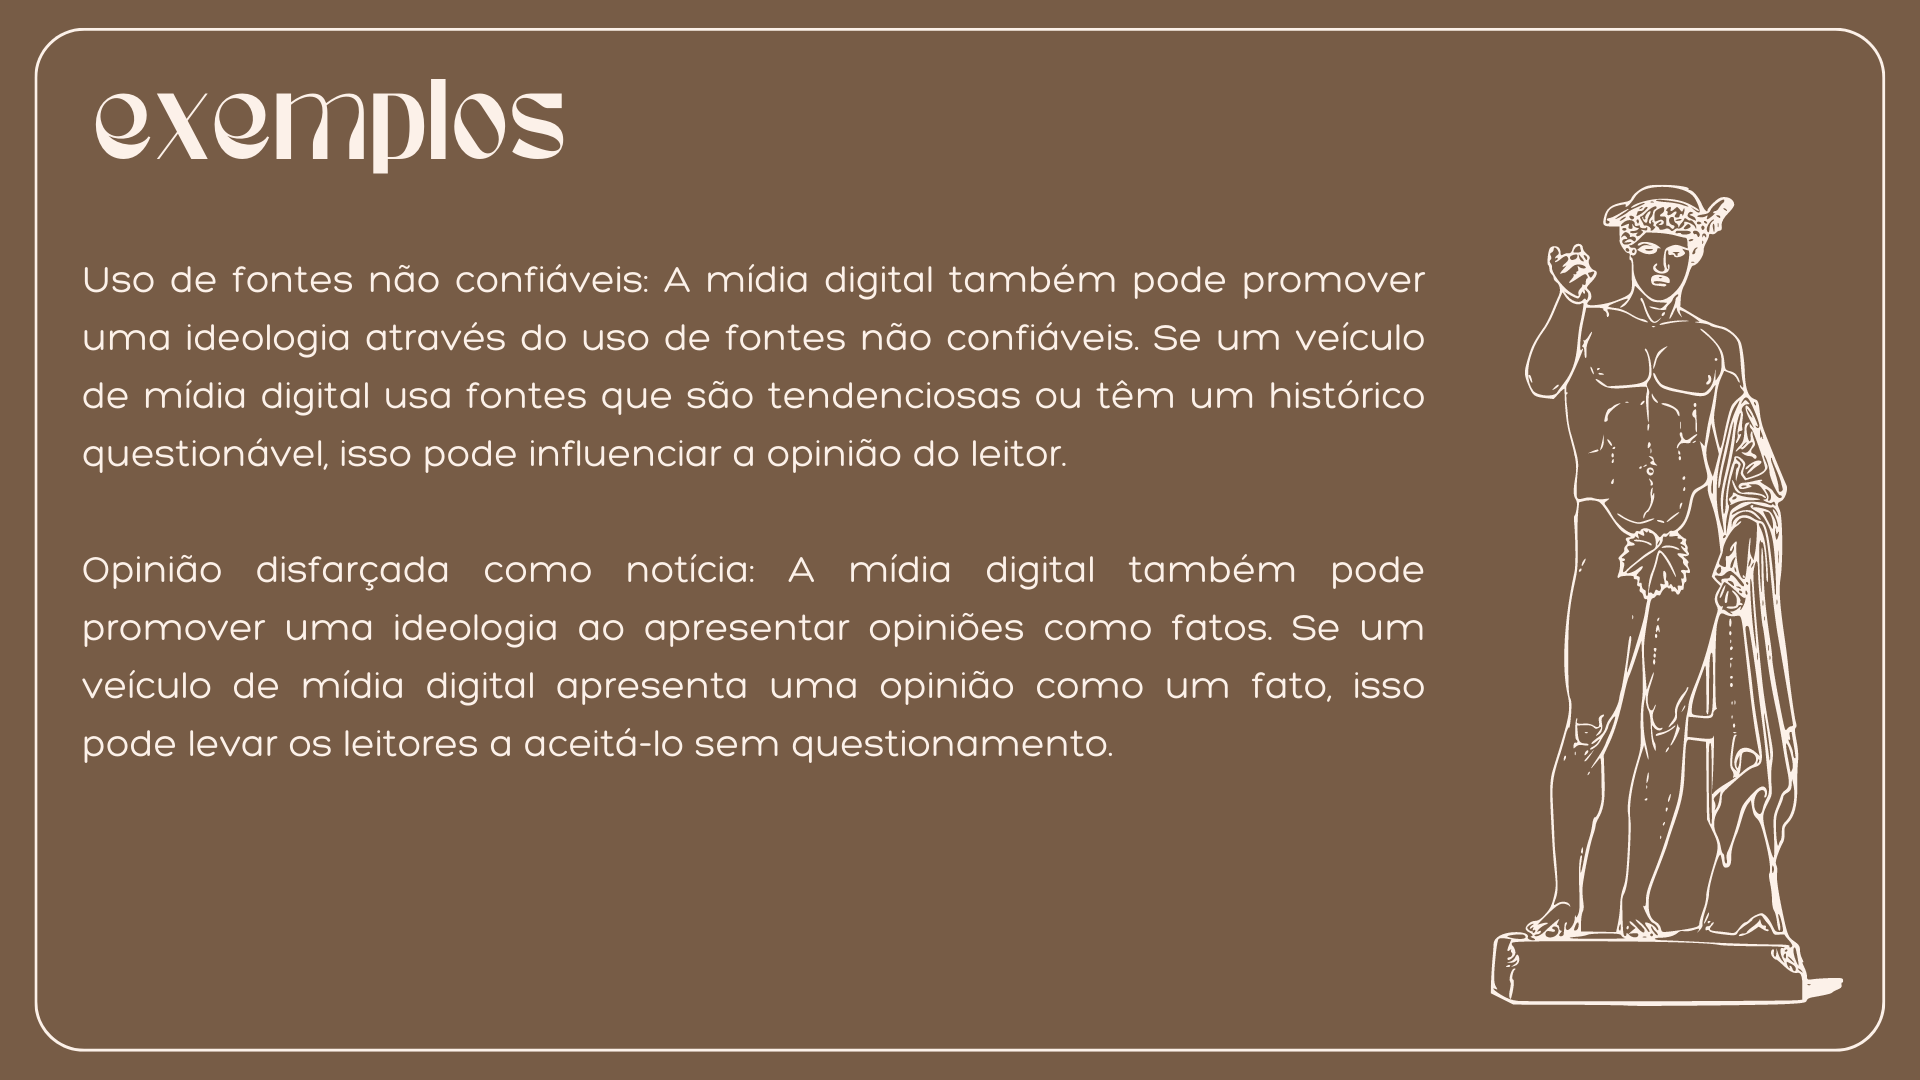 exemplos
Uso de fontes não confiáveis: A mídia digital também pode promover
uma ideologia através do uso de fontes não confiáveis. Se um veículo
de mídia digital usa fontes que são tendenciosas ou têm um histórico
questionável, isso pode influenciar a opinião do leitor.
Opinião disfarçada como notícia: A mídia digital também pode
promover uma ideologia ao apresentar opiniões como fatos. Se um
veículo de mídia digital apresenta uma opinião como um fato, isso
pode levar os leitores a aceitá-lo sem questionamento.